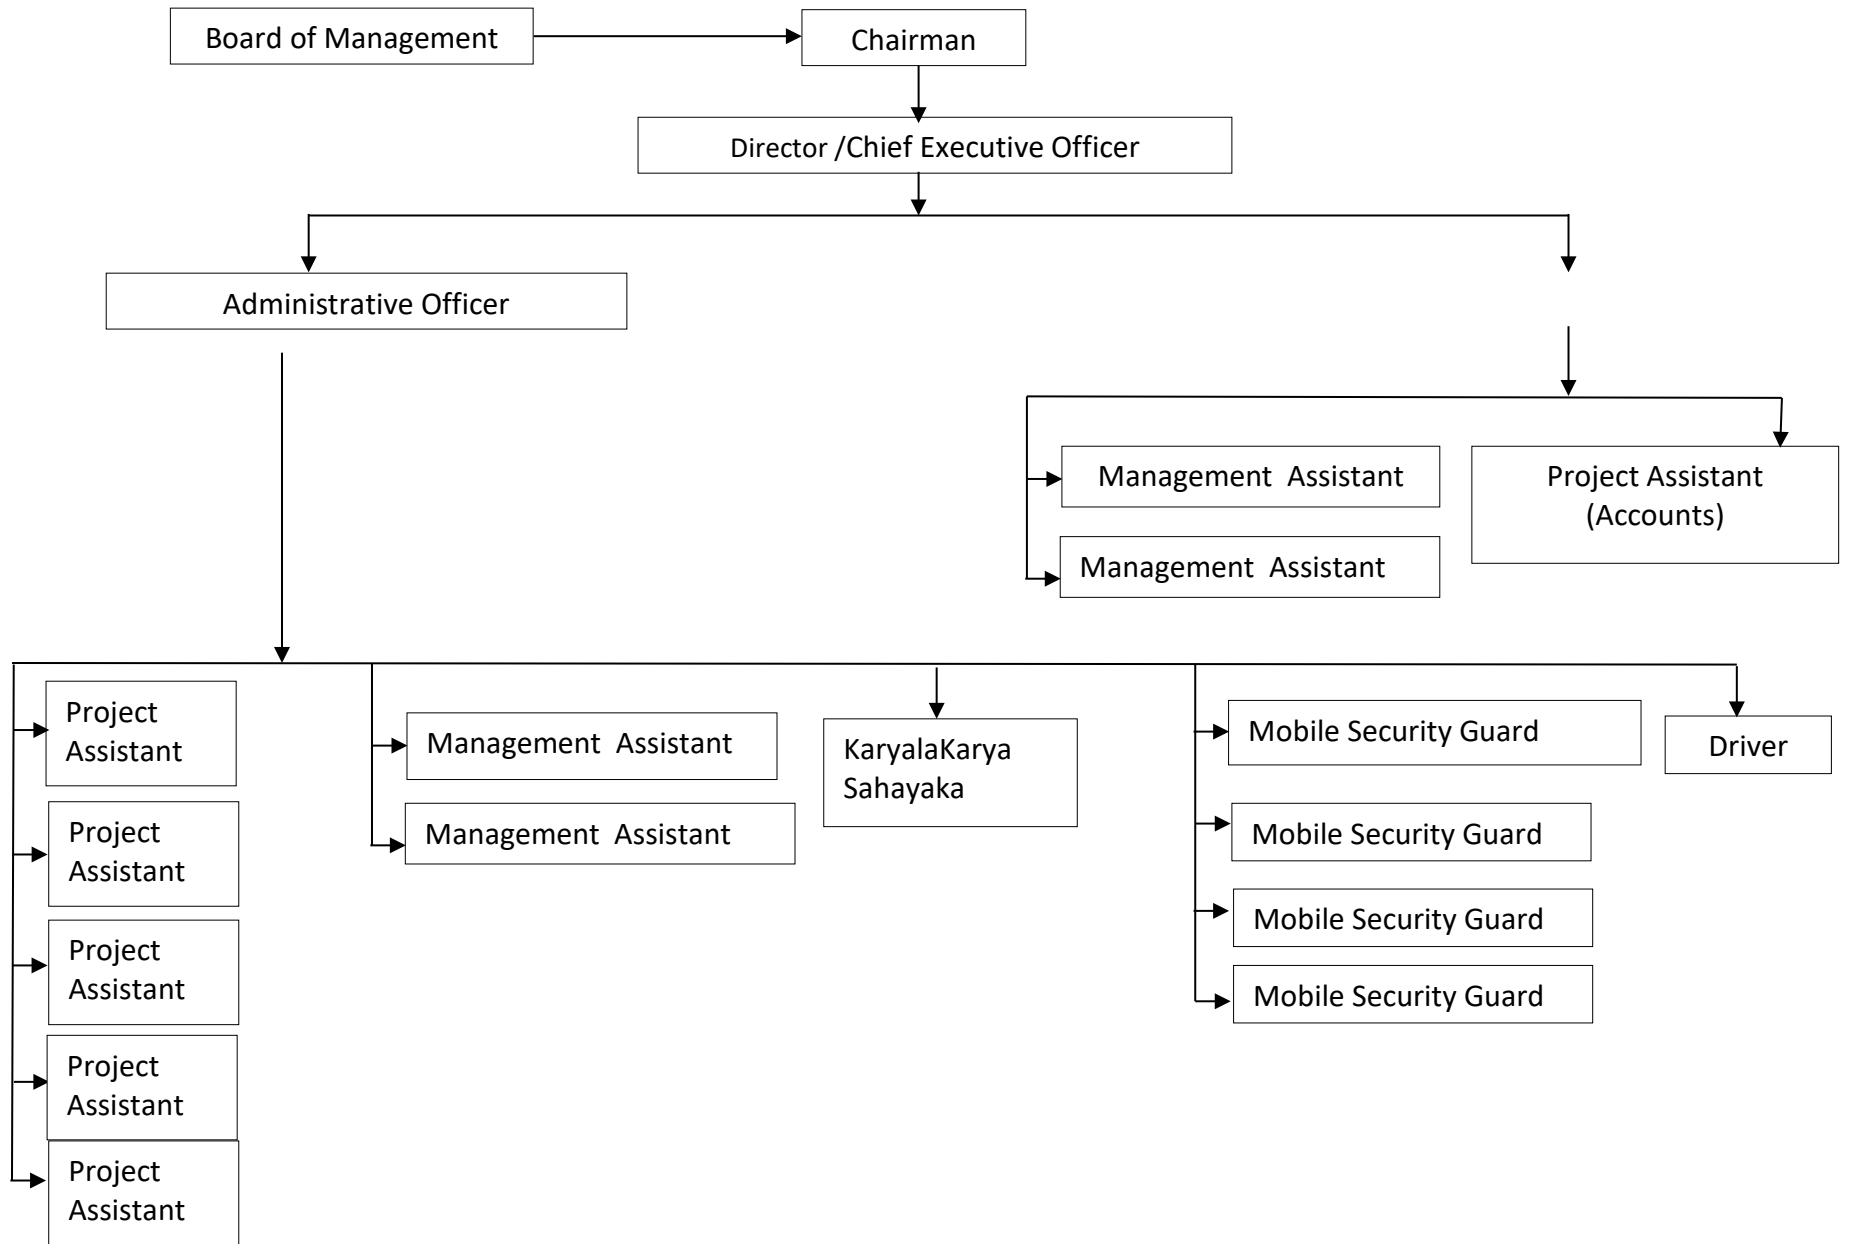 Board of Management
Chairman
Director /Chief Executive Officer
Administrative Officer
Management  Assistant
Project Assistant
(Accounts)
Management  Assistant
Project
Assistant
Management  Assistant
KaryalaKarya
Sahayaka
Mobile Security Guard
Driver
Project
Assistant
Management  Assistant
Mobile Security Guard
Project
Assistant
Mobile Security Guard
Project
Assistant
Mobile Security Guard
Project
Assistant